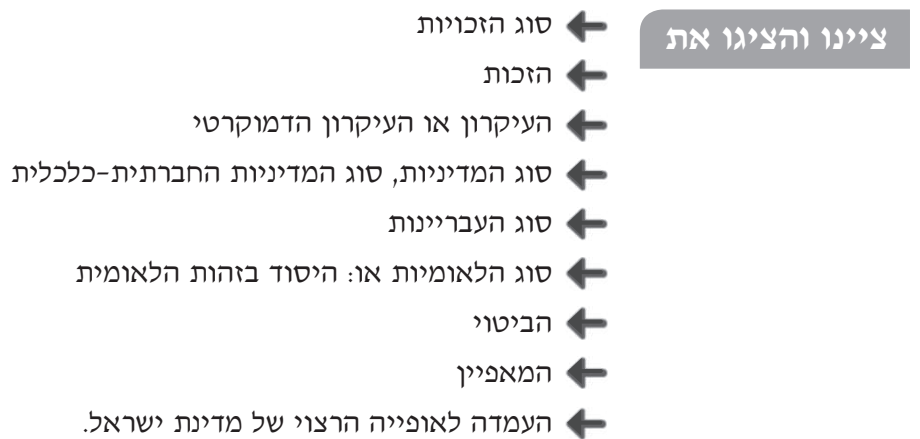 ציינו והציגו את
סוג הזכויות
הזכות
העיקרון או העיקרון הדמוקרטי
סוג המדיניות, סוג המדיניות החברתית-כלכלית
סוג העבריינות
סוג הלאומיות או: היסוד בזהות הלאומית
הביטוי
המאפיין
העמדה לאופייה הרצוי של מדינת ישראל.